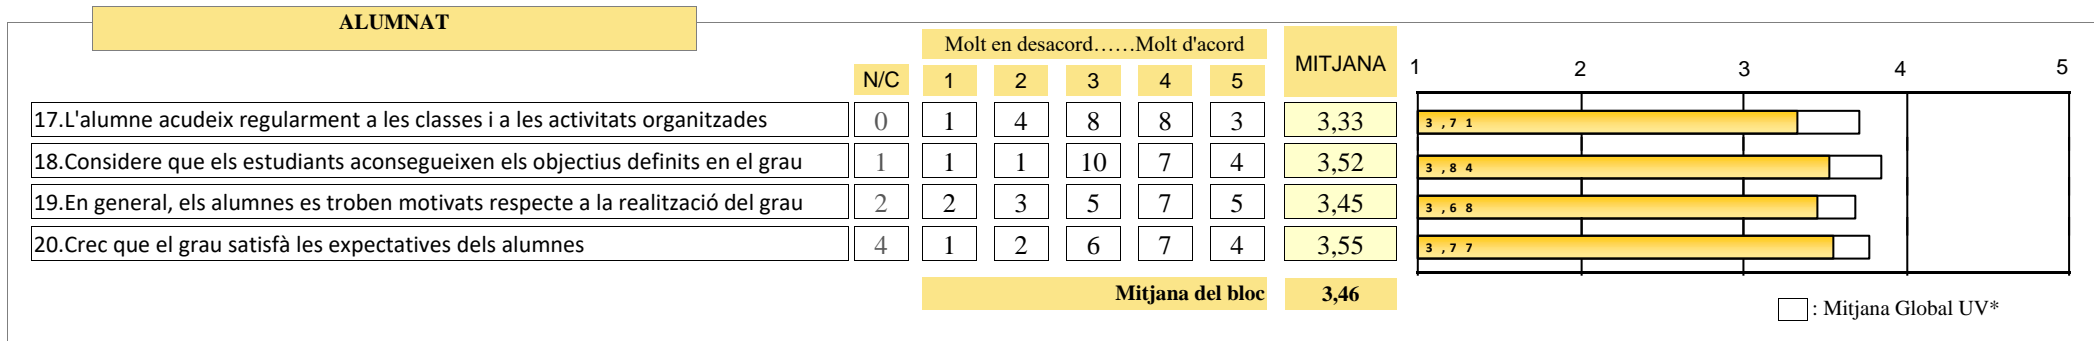 ALUMNAT
Molt en desacord……Molt d'acord
MITJANA
N/C 1 2 3 4 5
1 2 3 4 5
17.L'alumne acudeix regularment a les classes i a les activitats organitzades 0 1 4 8 8 3 3,33 3,71
18.Considere que els estudiants aconsegueixen els objectius definits en el grau 1 1 1 10 7 4 3,52 3,84
19.En general, els alumnes es troben motivats respecte a la realització del grau 2 2 3 5 7 5 3,45 3,68
20.Crec que el grau satisfà les expectatives dels alumnes 4 1 2 6 7 4 3,55 3,77
Mitjana del bloc 3,46
: Mitjana Global UV*